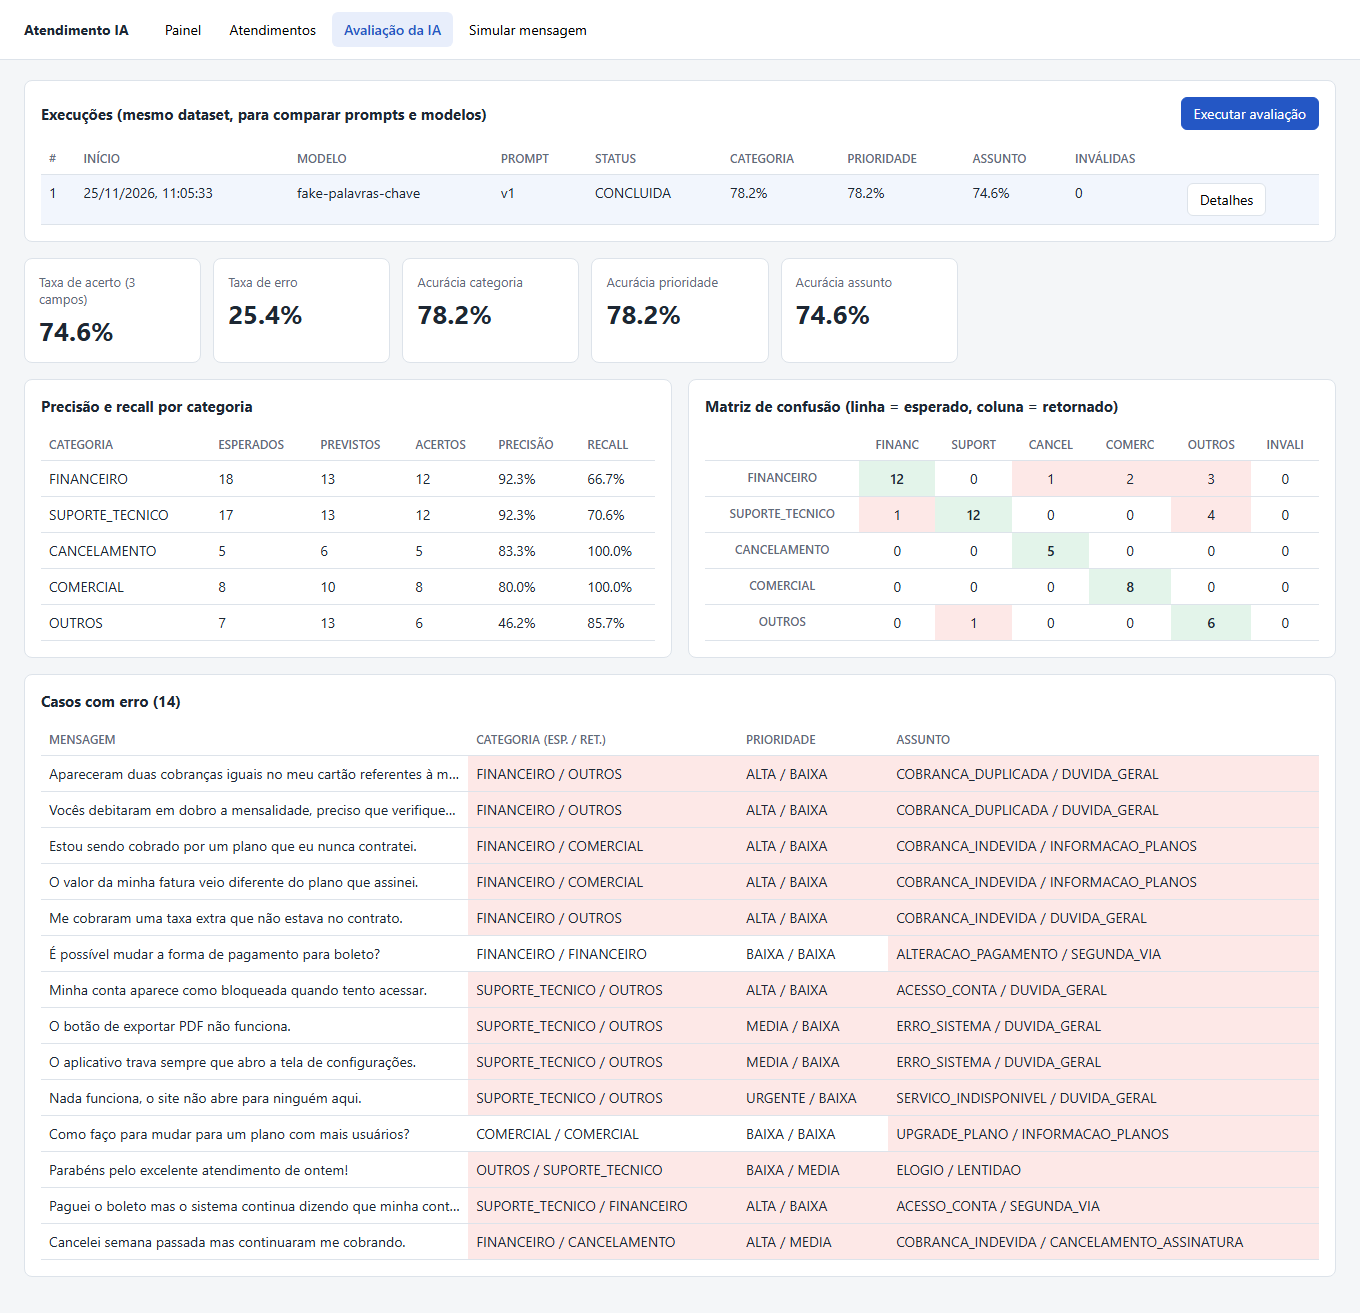 Atendimento IA Painel Atendimentos Avaliação da IA Simular mensagem
Execuções (mesmo dataset, para comparar prompts e modelos) Executar avaliação
# INÍCIO MODELO PROMPT STATUS CATEGORIA PRIORIDADE ASSUNTO INVÁLIDAS
1 25/11/2026, 11:05:33 fake-palavras-chave v1 CONCLUIDA 78.2% 78.2% 74.6% 0 Detalhes
Taxa de acerto (3
campos)
74.6%
Taxa de erro
25.4%
Acurácia categoria
78.2%
Acurácia prioridade
78.2%
Acurácia assunto
74.6%
Precisão e recall por categoria
CATEGORIA ESPERADOS PREVISTOS ACERTOS PRECISÃO RECALL
FINANCEIRO 18 13 12 92.3% 66.7%
SUPORTE_TECNICO 17 13 12 92.3% 70.6%
CANCELAMENTO 5 6 5 83.3% 100.0%
COMERCIAL 8 10 8 80.0% 100.0%
OUTROS 7 13 6 46.2% 85.7%
Matriz de confusão (linha = esperado, coluna = retornado)
FINANC SUPORT CANCEL COMERC OUTROS INVALI
FINANCEIRO 12 0 1 2 3 0
SUPORTE_TECNICO 1 12 0 0 4 0
CANCELAMENTO 0 0 5 0 0 0
COMERCIAL 0 0 0 8 0 0
OUTROS 0 1 0 0 6 0
Casos com erro (14)
MENSAGEM CATEGORIA (ESP. / RET.) PRIORIDADE ASSUNTO
Apareceram duas cobranças iguais no meu cartão referentes à m... FINANCEIRO / OUTROS ALTA / BAIXA COBRANCA_DUPLICADA / DUVIDA_GERAL
Vocês debitaram em dobro a mensalidade, preciso que verifique... FINANCEIRO / OUTROS ALTA / BAIXA COBRANCA_DUPLICADA / DUVIDA_GERAL
Estou sendo cobrado por um plano que eu nunca contratei. FINANCEIRO / COMERCIAL ALTA / BAIXA COBRANCA_INDEVIDA / INFORMACAO_PLANOS
O valor da minha fatura veio diferente do plano que assinei. FINANCEIRO / COMERCIAL ALTA / BAIXA COBRANCA_INDEVIDA / INFORMACAO_PLANOS
Me cobraram uma taxa extra que não estava no contrato. FINANCEIRO / OUTROS ALTA / BAIXA COBRANCA_INDEVIDA / DUVIDA_GERAL
É possível mudar a forma de pagamento para boleto? FINANCEIRO / FINANCEIRO BAIXA / BAIXA ALTERACAO_PAGAMENTO / SEGUNDA_VIA
Minha conta aparece como bloqueada quando tento acessar. SUPORTE_TECNICO / OUTROS ALTA / BAIXA ACESSO_CONTA / DUVIDA_GERAL
O botão de exportar PDF não funciona. SUPORTE_TECNICO / OUTROS MEDIA / BAIXA ERRO_SISTEMA / DUVIDA_GERAL
O aplicativo trava sempre que abro a tela de configurações. SUPORTE_TECNICO / OUTROS MEDIA / BAIXA ERRO_SISTEMA / DUVIDA_GERAL
Nada funciona, o site não abre para ninguém aqui. SUPORTE_TECNICO / OUTROS URGENTE / BAIXA SERVICO_INDISPONIVEL / DUVIDA_GERAL
Como faço para mudar para um plano com mais usuários? COMERCIAL / COMERCIAL BAIXA / BAIXA UPGRADE_PLANO / INFORMACAO_PLANOS
Parabéns pelo excelente atendimento de ontem! OUTROS / SUPORTE_TECNICO BAIXA / MEDIA ELOGIO / LENTIDAO
Paguei o boleto mas o sistema continua dizendo que minha cont... SUPORTE_TECNICO / FINANCEIRO ALTA / BAIXA ACESSO_CONTA / SEGUNDA_VIA
Cancelei semana passada mas continuaram me cobrando. FINANCEIRO / CANCELAMENTO ALTA / MEDIA COBRANCA_INDEVIDA / CANCELAMENTO_ASSINATURA